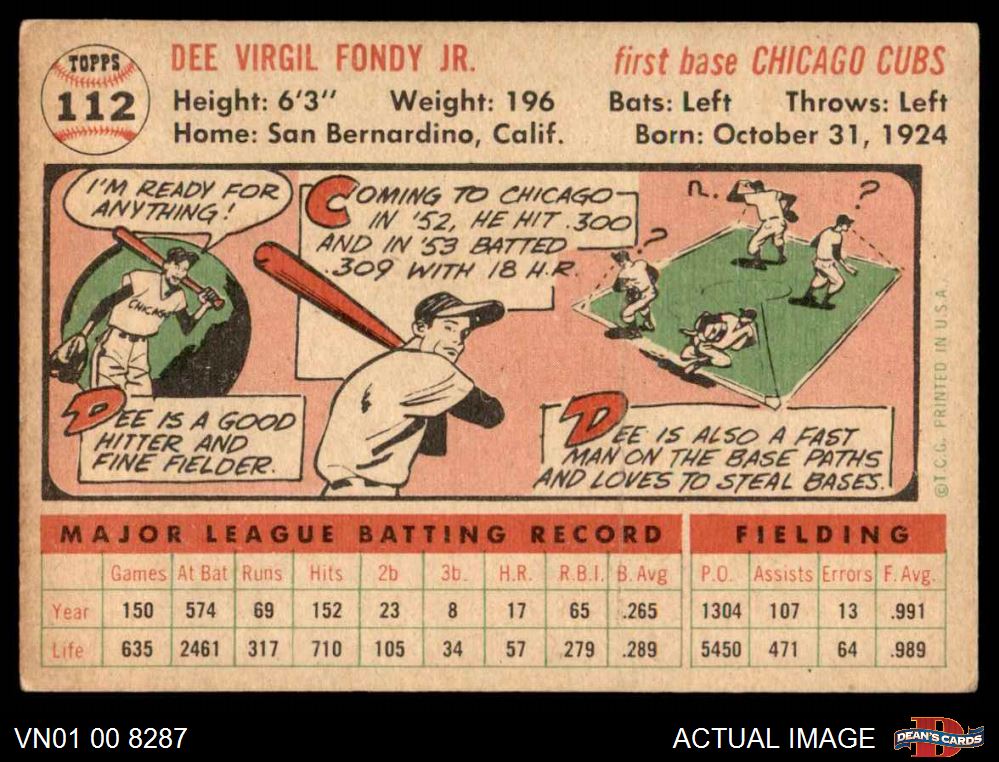 TOPPS
112
DEE VIRGIL FONDY JR. first base CHICAGO CUBS
Height: 6'3" Weight: 196 Bats: Left Throws: Left
Home: San Bernardino, Calif. Born: October 31, 1924
I'M READY FOR
ANYTHING!
CHICAGO
DEE IS A GOOD
HITTER AND
FINE FIELDER.
COMING TO CHICAGO
IN '52, HE HIT .300
AND IN '53 BATTED
.309 WITH 18 H.R.
?
?
DEE IS ALSO A FAST
MAN ON THE BASE PATHS
AND LOVES TO STEAL BASES.
©T.C.G. PRINTED IN U.S.A.
MAJOR LEAGUE BATTING RECORD FIELDING
Games At Bat Runs Hits 2b 3b. H.R. R.B.I. B. Avg P.O. Assists Errors F. Avg.
Year 150 574 69 152 23 8 17 65 .265 1304 107 13 .991
Life 635 2461 317 710 105 34 57 279 .289 5450 471 64 .989
VN01 00 8287 ACTUAL IMAGE DEAN'S CARDS